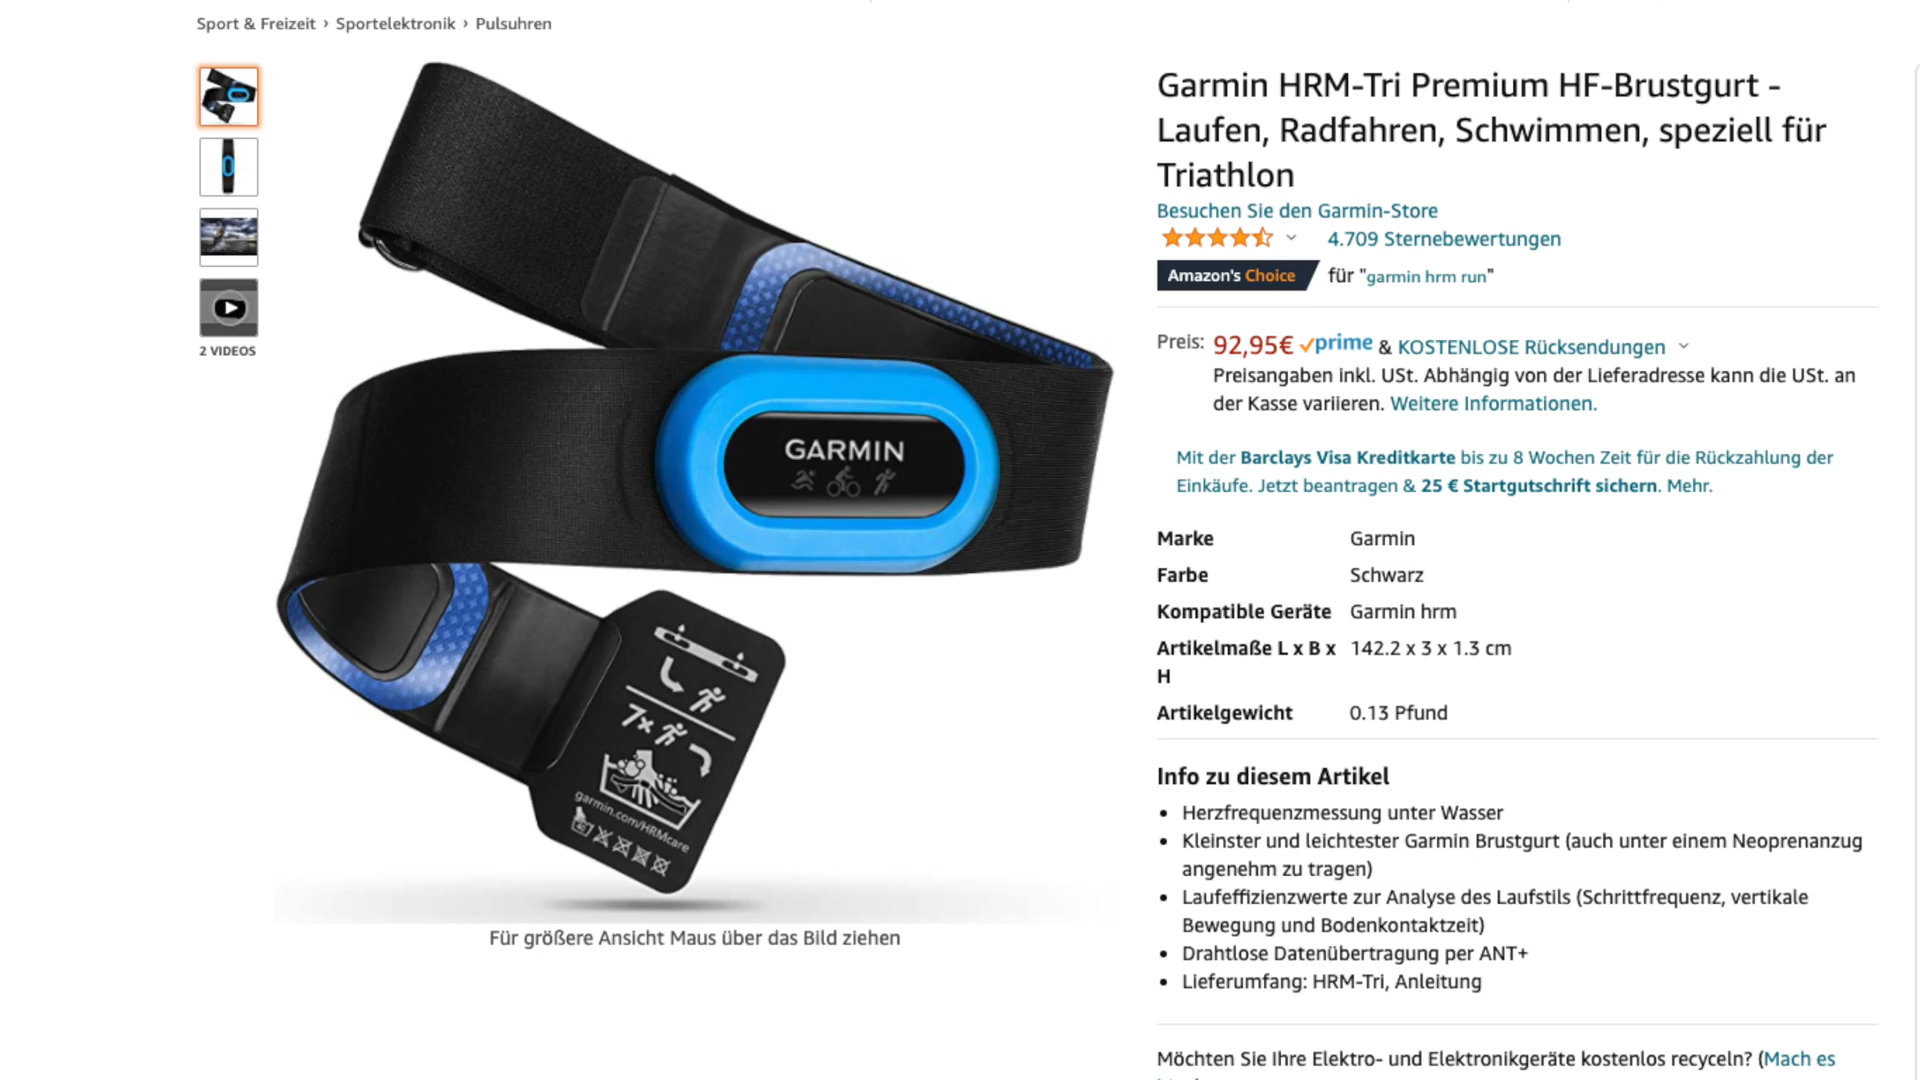 Sport & Freizeit › Sportelektronik › Pulsuhren
2 VIDEOS
GARMIN
7x
garmin.com/HRMcare
Für größere Ansicht Maus über das Bild ziehen
Garmin HRM-Tri Premium HF-Brustgurt -
Laufen, Radfahren, Schwimmen, speziell für
Triathlon
Besuchen Sie den Garmin-Store
4.709 Sternebewertungen
Amazon's Choice für "garmin hrm run"
Preis: 92,95€ prime & KOSTENLOSE Rücksendungen
Preisangaben inkl. USt. Abhängig von der Lieferadresse kann die USt. an
der Kasse variieren. Weitere Informationen.
Mit der Barclays Visa Kreditkarte bis zu 8 Wochen Zeit für die Rückzahlung der
Einkäufe. Jetzt beantragen & 25 € Startgutschrift sichern. Mehr.
Marke Garmin
Farbe Schwarz
Kompatible Geräte Garmin hrm
Artikelmaße L x B x 142.2 x 3 x 1.3 cm
H
Artikelgewicht 0.13 Pfund
Info zu diesem Artikel
• Herzfrequenzmessung unter Wasser
• Kleinster und leichtester Garmin Brustgurt (auch unter einem Neoprenanzug
angenehm zu tragen)
• Laufeffizienzwerte zur Analyse des Laufstils (Schrittfrequenz, vertikale
Bewegung und Bodenkontaktzeit)
• Drahtlose Datenübertragung per ANT+
• Lieferumfang: HRM-Tri, Anleitung
Möchten Sie Ihre Elektro- und Elektronikgeräte kostenlos recyceln? (Mach es